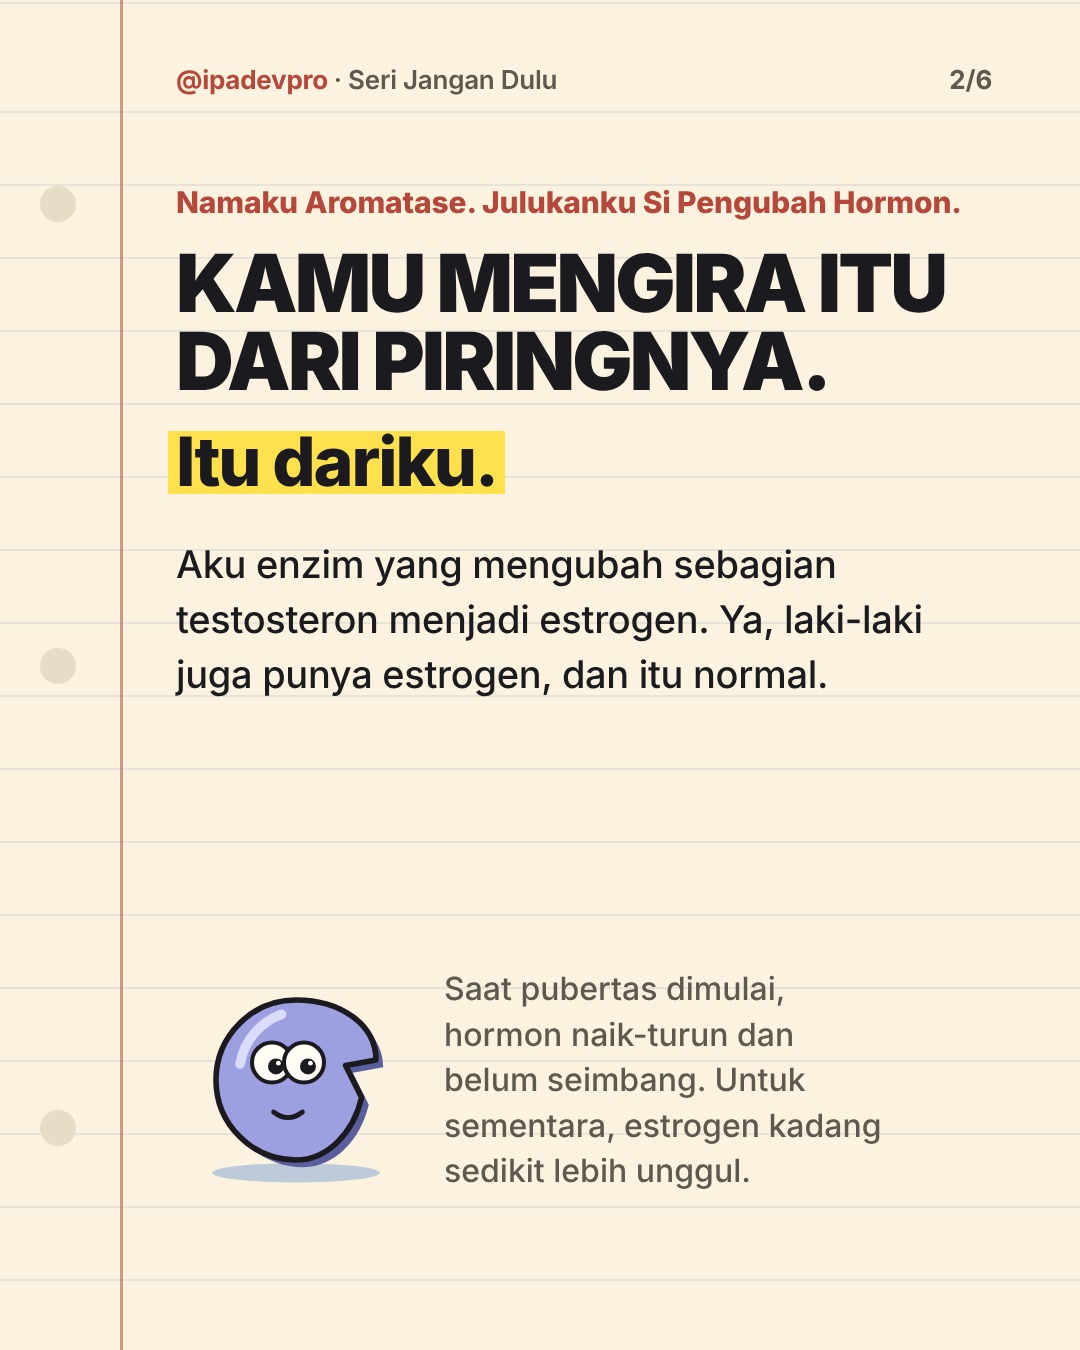 @ipadevpro · Seri Jangan Dulu
2/6
Namaku Aromatase. Julukanku Si Pengubah Hormon.
KAMU MENGIRA ITU
DARI PIRINGNYA.
Itu dariku.
Aku enzim yang mengubah sebagian
testosteron menjadi estrogen. Ya, laki-laki
juga punya estrogen, dan itu normal.
Saat pubertas dimulai,
hormon naik-turun dan
belum seimbang. Untuk
sementara, estrogen kadang
sedikit lebih unggul.